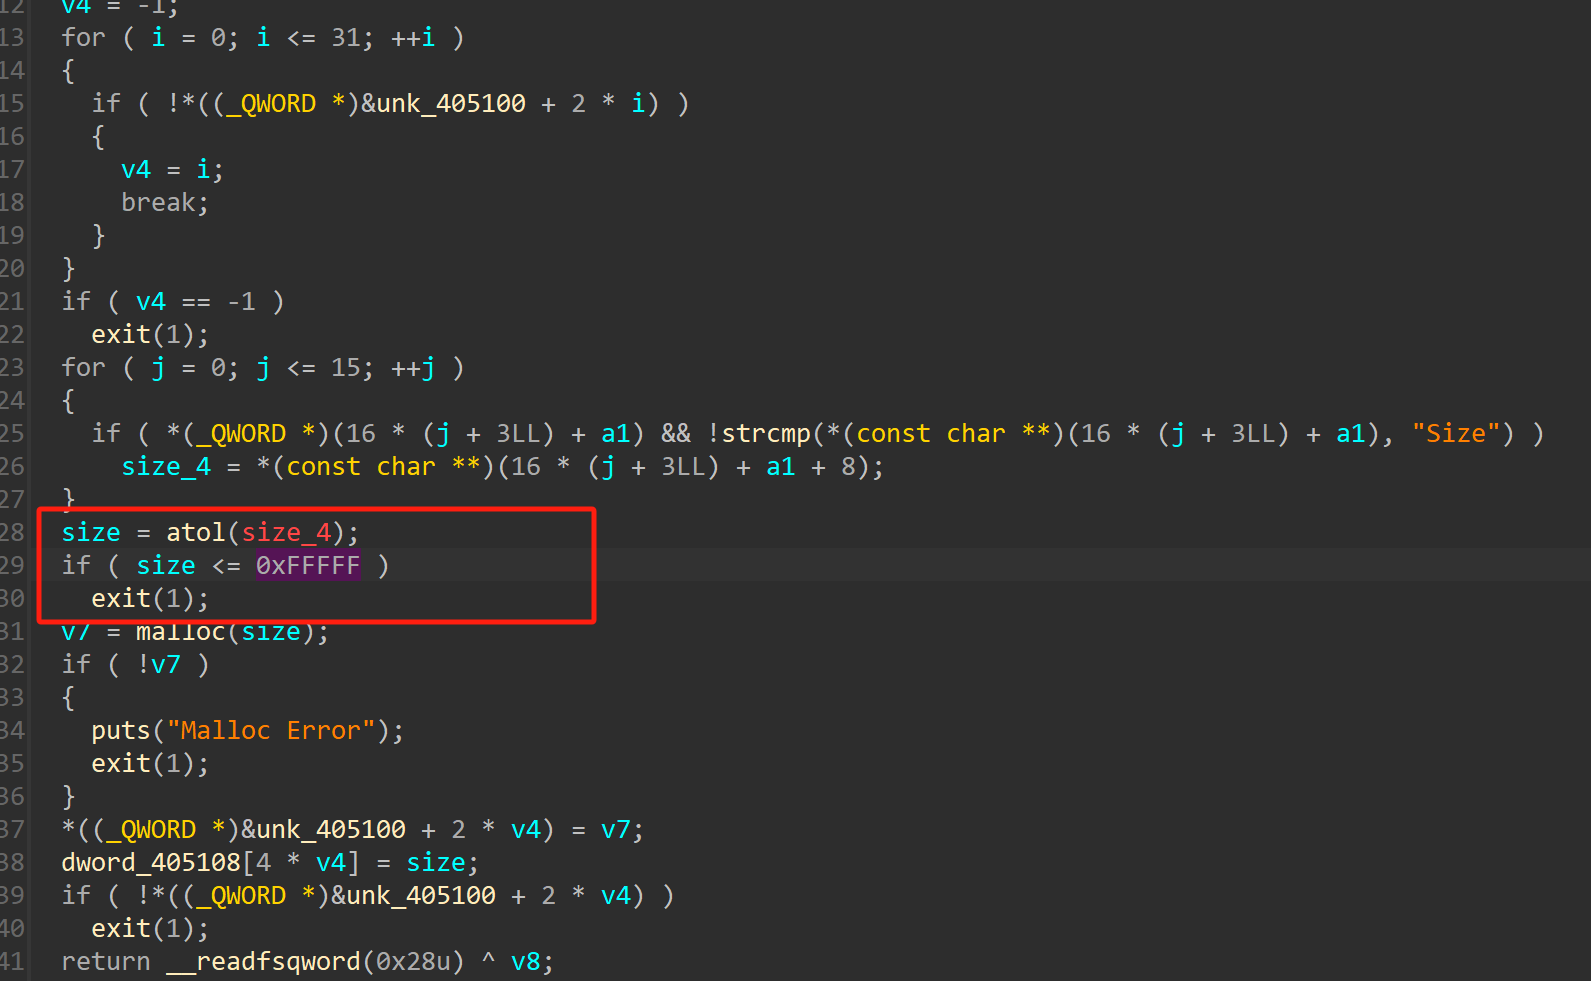 12 v4 = -1;
13 for ( i = 0; i <= 31; ++i )
14 {
15 if ( !*((_QWORD *)&unk_405100 + 2 * i) )
16 {
17 v4 = i;
18 break;
19 }
20 }
21 if ( v4 == -1 )
22 exit(1);
23 for ( j = 0; j <= 15; ++j )
24 {
25 if ( *(_QWORD *)(16 * (j + 3LL) + a1) && !strcmp(*(const char **)(16 * (j + 3LL) + a1), "Size") )
26 size_4 = *(const char **)(16 * (j + 3LL) + a1 + 8);
27 }
28 size = atol(size_4);
29 if ( size <= 0xFFFFF )
30 exit(1);
31 v7 = malloc(size);
32 if ( !v7 )
33 {
34 puts("Malloc Error");
35 exit(1);
36 }
37 *((_QWORD *)&unk_405100 + 2 * v4) = v7;
38 dword_405108[4 * v4] = size;
39 if ( !*((_QWORD *)&unk_405100 + 2 * v4) )
40 exit(1);
41 return __readfsqword(0x28u) ^ v8;